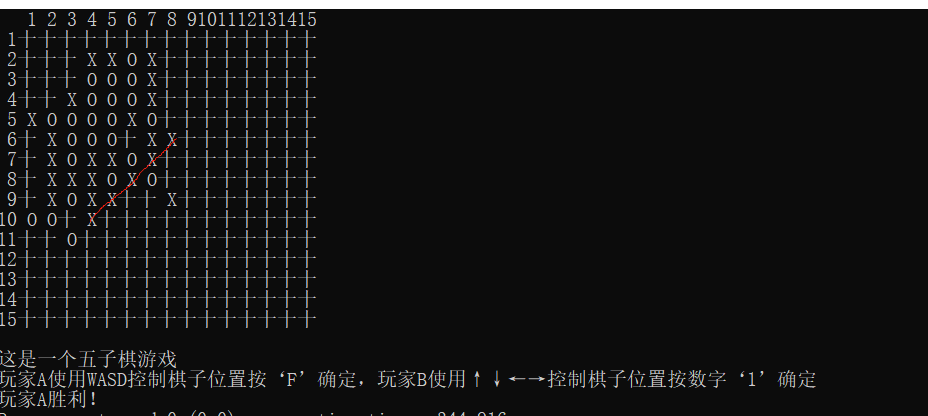 1 2 3 4 5 6 7 8 9101112131415
1├├├├├├├├├├├├├├├
2├├├X X O X├├├├├├├├
3├├├O O O X├├├├├├├├
4├├X O O O X├├├├├├├├
5 X O O O O X O├├├├├├├├
6├X O O O├X X├├├├├├├
7├X O X X O X├├├├├├├├
8├X X X O X O├├├├├├├├
9├X O X X├├X├├├├├├├
10 O O├X├├├├├├├├├├├
11├├O├├├├├├├├├├├├
12├├├├├├├├├├├├├├├
13├├├├├├├├├├├├├├├
14├├├├├├├├├├├├├├├
15├├├├├├├├├├├├├├├
这是一个五子棋游戏
玩家A使用WASD控制棋子位置按‘F’确定，玩家B使用↑↓←→控制棋子位置按数字‘1’确定
玩家A胜利！